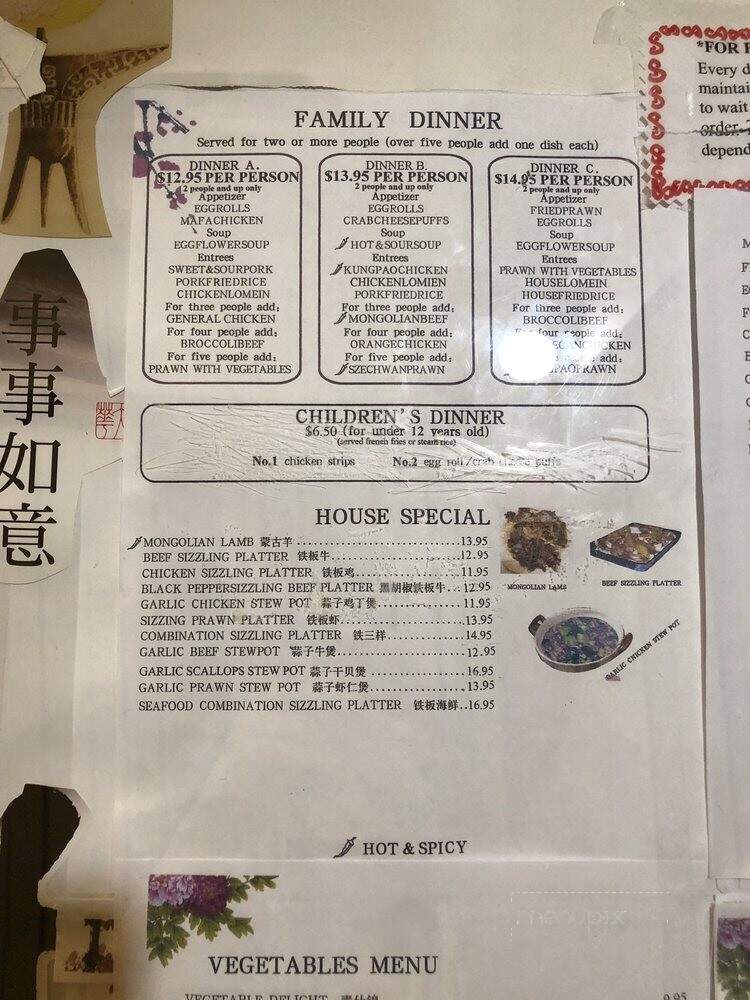 事事如意
*FOR
Every d
maintai
to wait
order.
depend
FAMILY DINNER
Served for two or more people (over five people add one dish each)
DINNER A.
$12.95 PER PERSON
2 people and up only
Appetizer
EGGROLLS
MAFACHICKEN
Soup
EGGFLOWERSOUP
Entrees
SWEET&SOURPORK
PORKFRIEDRICE
CHICKENLOMEIN
For three people add:
GENERAL CHICKEN
For four people add:
BROCCOLIBEEF
For five people add:
PRAWN WITH VEGETABLES
DINNER B.
$13.95 PER PERSON
2 people and up only
Appetizer
EGGROLLS
CRABCHEESEPUFFS
Soup
HOT&SOURSOUP
Entrees
KUNGPAOCHICKEN
CHICKENLOMIEN
PORKFRIEDRICE
For three people add:
MONGOLIANBEEF
For four people add:
ORANGECHICKEN
For five people add:
SZECHWANPRAWN
DINNER C.
$14.95 PER PERSON
2 people and up only
Appetizer
FRIEDPRAWN
EGGROLLS
Soup
EGGFLOWERSOUP
Entrees
PRAWN WITH VEGETABLES
HOUSELOMEIN
HOUSEFRIEDRICE
For three people add:
BROCCOLIBEEF
For four people add:
CHICKEN
add:
PAOPRAWN
CHILDREN'S DINNER
$6.50 (for under 12 years old)
(served french fries or steam rice)
No.1 chicken strips No.2 egg roll/crab cheese puffs
HOUSE SPECIAL
MONGOLIAN LAMB 蒙古羊 ..............................13.95
BEEF SIZZLING PLATTER 铁板牛.......................12.95
CHICKEN SIZZLING PLATTER 铁板鸡...................11.95
BLACK PEPPERSIZZLING BEEF PLATTER 黑胡椒铁板牛...12.95
GARLIC CHICKEN STEW POT 蒜子鸡丁煲................11.95
SIZZING PRAWN PLATTER 铁板虾.....................13.95
COMBINATION SIZZLING PLATTER 铁三样..............14.95
GARLIC BEEF STEWPOT 蒜子牛煲.....................12.95
GARLIC SCALLOPS STEW POT 蒜子干贝煲...............16.95
GARLIC PRAWN STEW POT 蒜子虾仁煲..................13.95
SEAFOOD COMBINATION SIZZLING PLATTER 铁板海鲜..16.95
MONGOLIAN LAMB
BEEF SIZZLING PLATTER
GARLIC CHICKEN STEW POT
HOT & SPICY
VEGETABLES MENU
VEGETABLE DELIGHT 素什锦 9.95